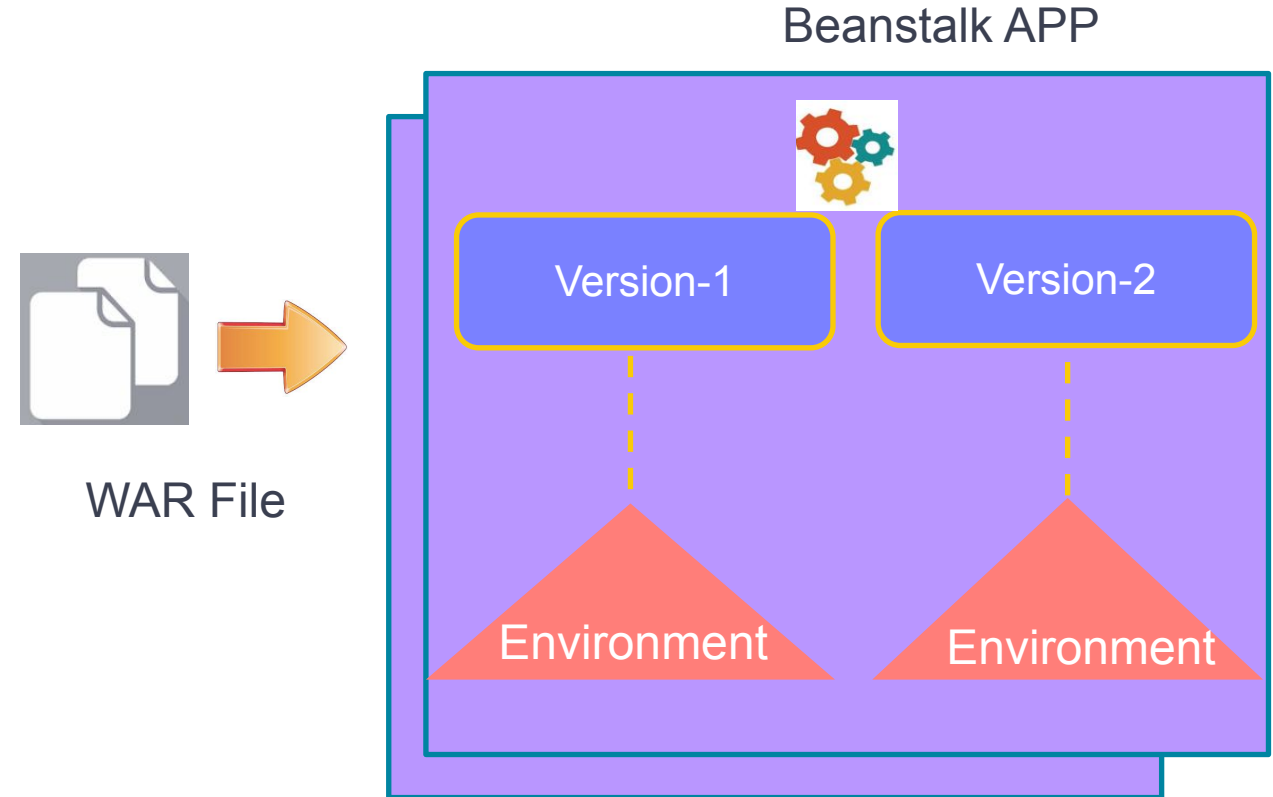 Beanstalk APP
Version-1
Version-2
WAR File
Environment
Environment